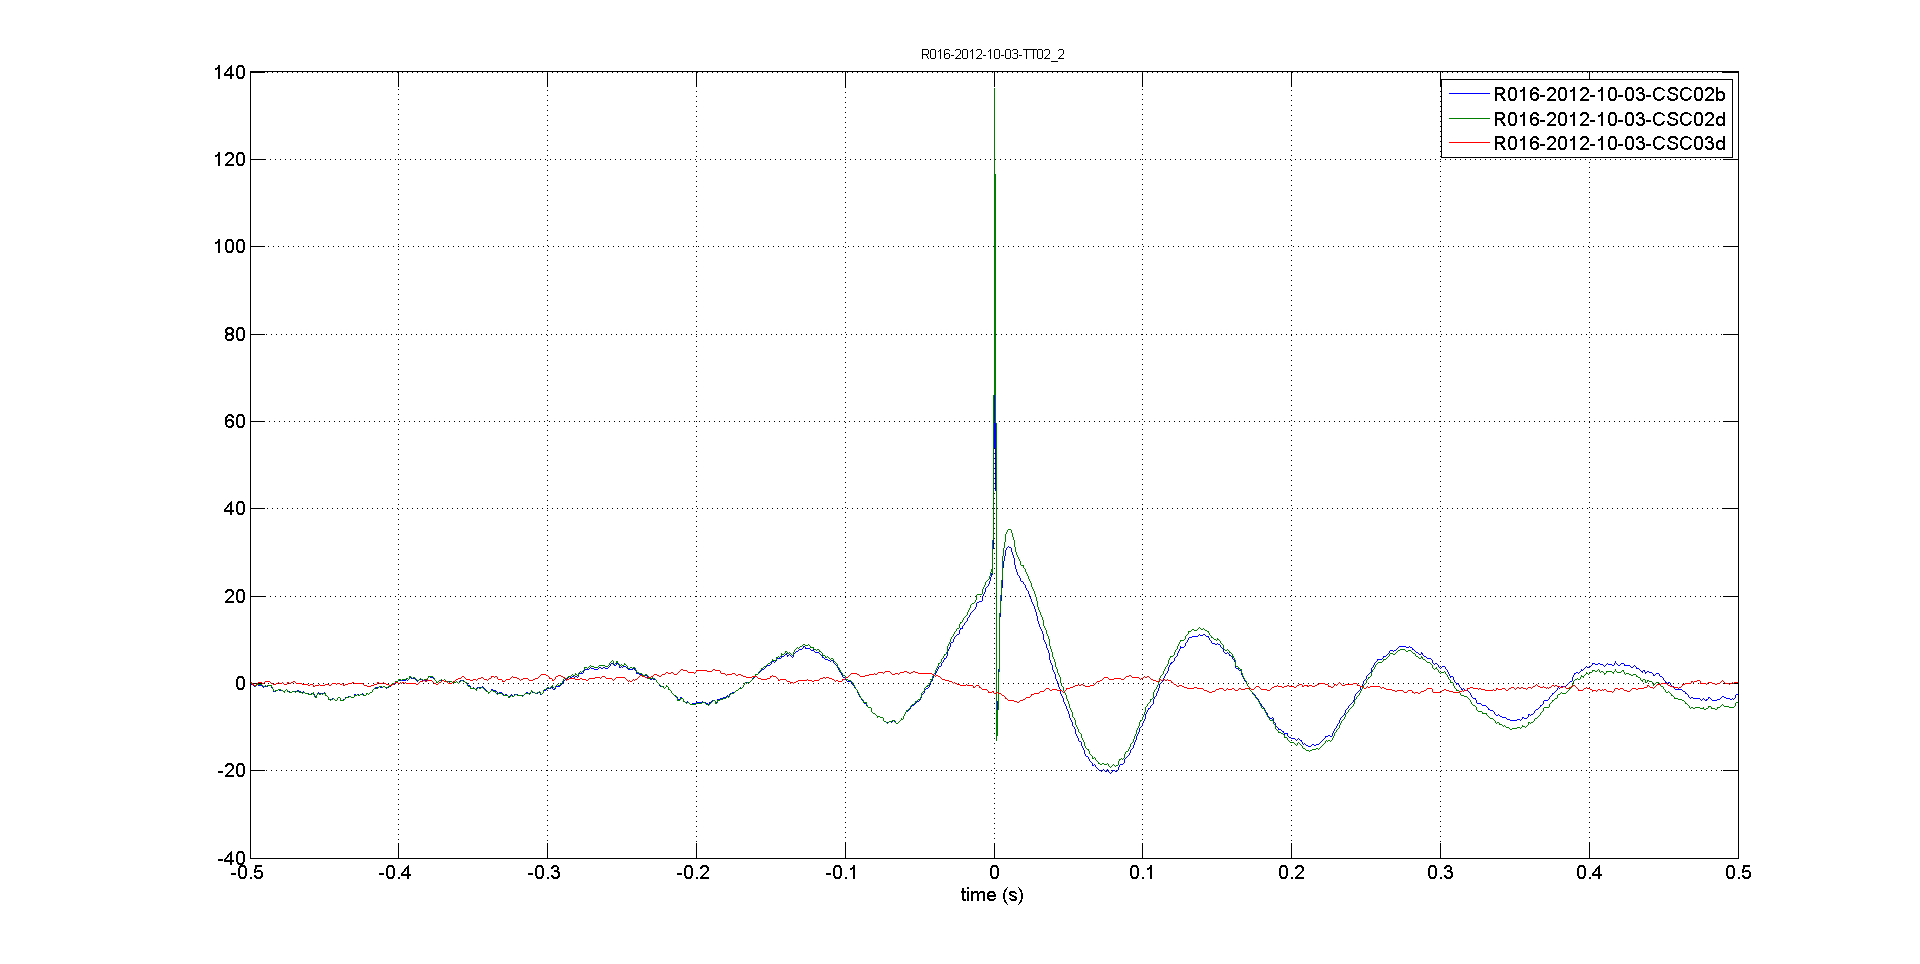 R016-2012-10-03-TT02_2
140
120
100
80
60
40
20
0
-20
-40
R016-2012-10-03-CSC02b
R016-2012-10-03-CSC02d
R016-2012-10-03-CSC03d
-0.5 -0.4 -0.3 -0.2 -0.1 0 0.1 0.2 0.3 0.4 0.5
time (s)